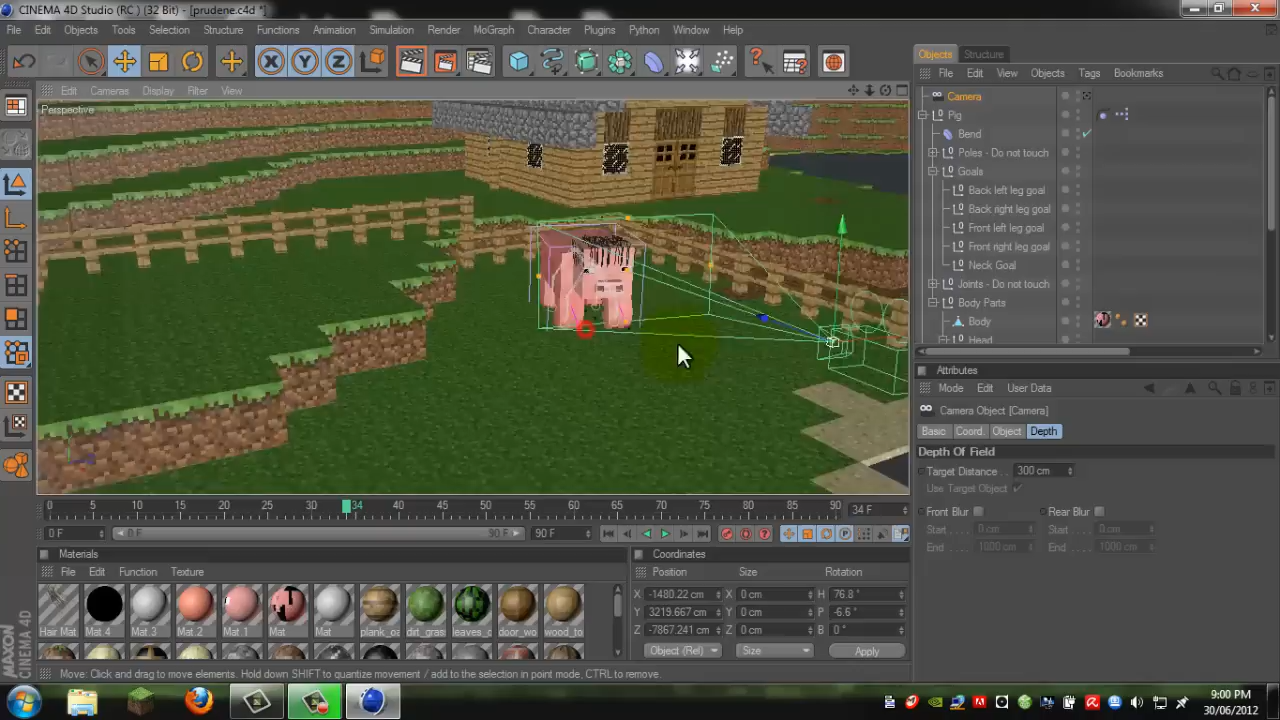 CINEMA 4D Studio (RC ) (32 Bit) - [prudene.c4d *]
File Edit Objects Tools Selection Structure Functions Animation Simulation Render MoGraph Character Plugins Python Window Help
Objects Structure
File Edit View Objects Tags Bookmarks
Edit Cameras Display Filter View
Perspective
Camera
Pig
Bend
Poles - Do not touch
Goals
Back left leg goal
Back right leg goal
Front left leg goal
Front right leg goal
Neck Goal
Joints - Do not touch
Body Parts
Body
Head
Attributes
Mode Edit User Data
Camera Object [Camera]
Basic Coord. Object Depth
Depth Of Field
Target Distance . . 300 cm
Use Target Object
Front Blur Rear Blur
Start . . . . 0 cm Start . . . . 0 cm
End . . . . . 1000 cm End . . . . . 1000 cm
0 5 10 15 20 25 30 34 40 45 50 55 60 65 70 75 80 85 90 34 F
0 F 0 F 90 F 90 F
Materials
File Edit Function Texture
Hair Mat Mat 4 Mat 3 Mat 2 Mat 1 Mat Mat plank_oa dirt_grass leaves_o door_wo wood_to
Coordinates
Position Size Rotation
X -1480.22 cm X 0 cm H 76.8 °
Y 3219.667 cm Y 0 cm P -6.6 °
Z -7867.241 cm Z 0 cm B 0 °
Object (Rel) Size Apply
MAXON
CINEMA 4D
Move: Click and drag to move elements. Hold down SHIFT to quantize movement / add to the selection in point mode, CTRL to remove.
9:00 PM
30/06/2012